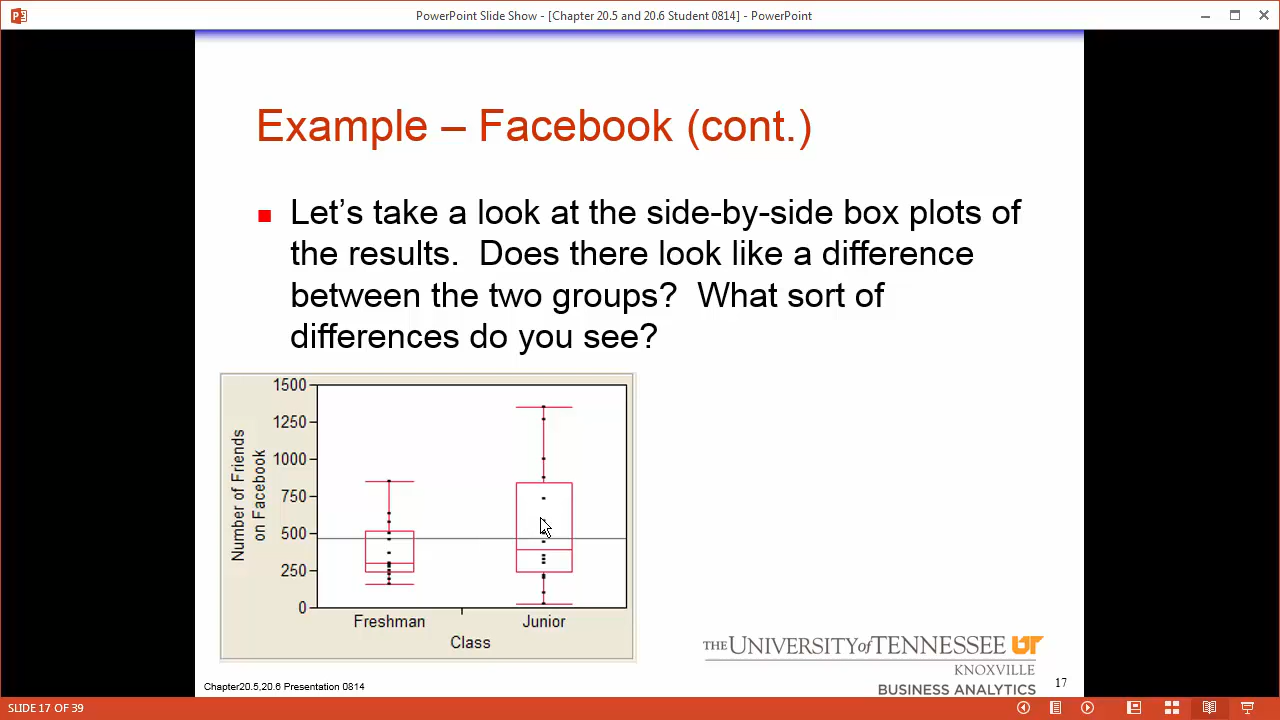 PowerPoint Slide Show - [Chapter 20.5 and 20.6 Student 0814] - PowerPoint
Example – Facebook (cont.)
Let's take a look at the side-by-side box plots of
the results.  Does there look like a difference
between the two groups?  What sort of
differences do you see?
Number of Friends
on Facebook
1500
1250
1000
750
500
250
0
Freshman
Junior
Class
THE UNIVERSITY of TENNESSEE UT
KNOXVILLE
BUSINESS ANALYTICS
Chapter20.5,20.6 Presentation 0814
17
SLIDE 17 OF 39